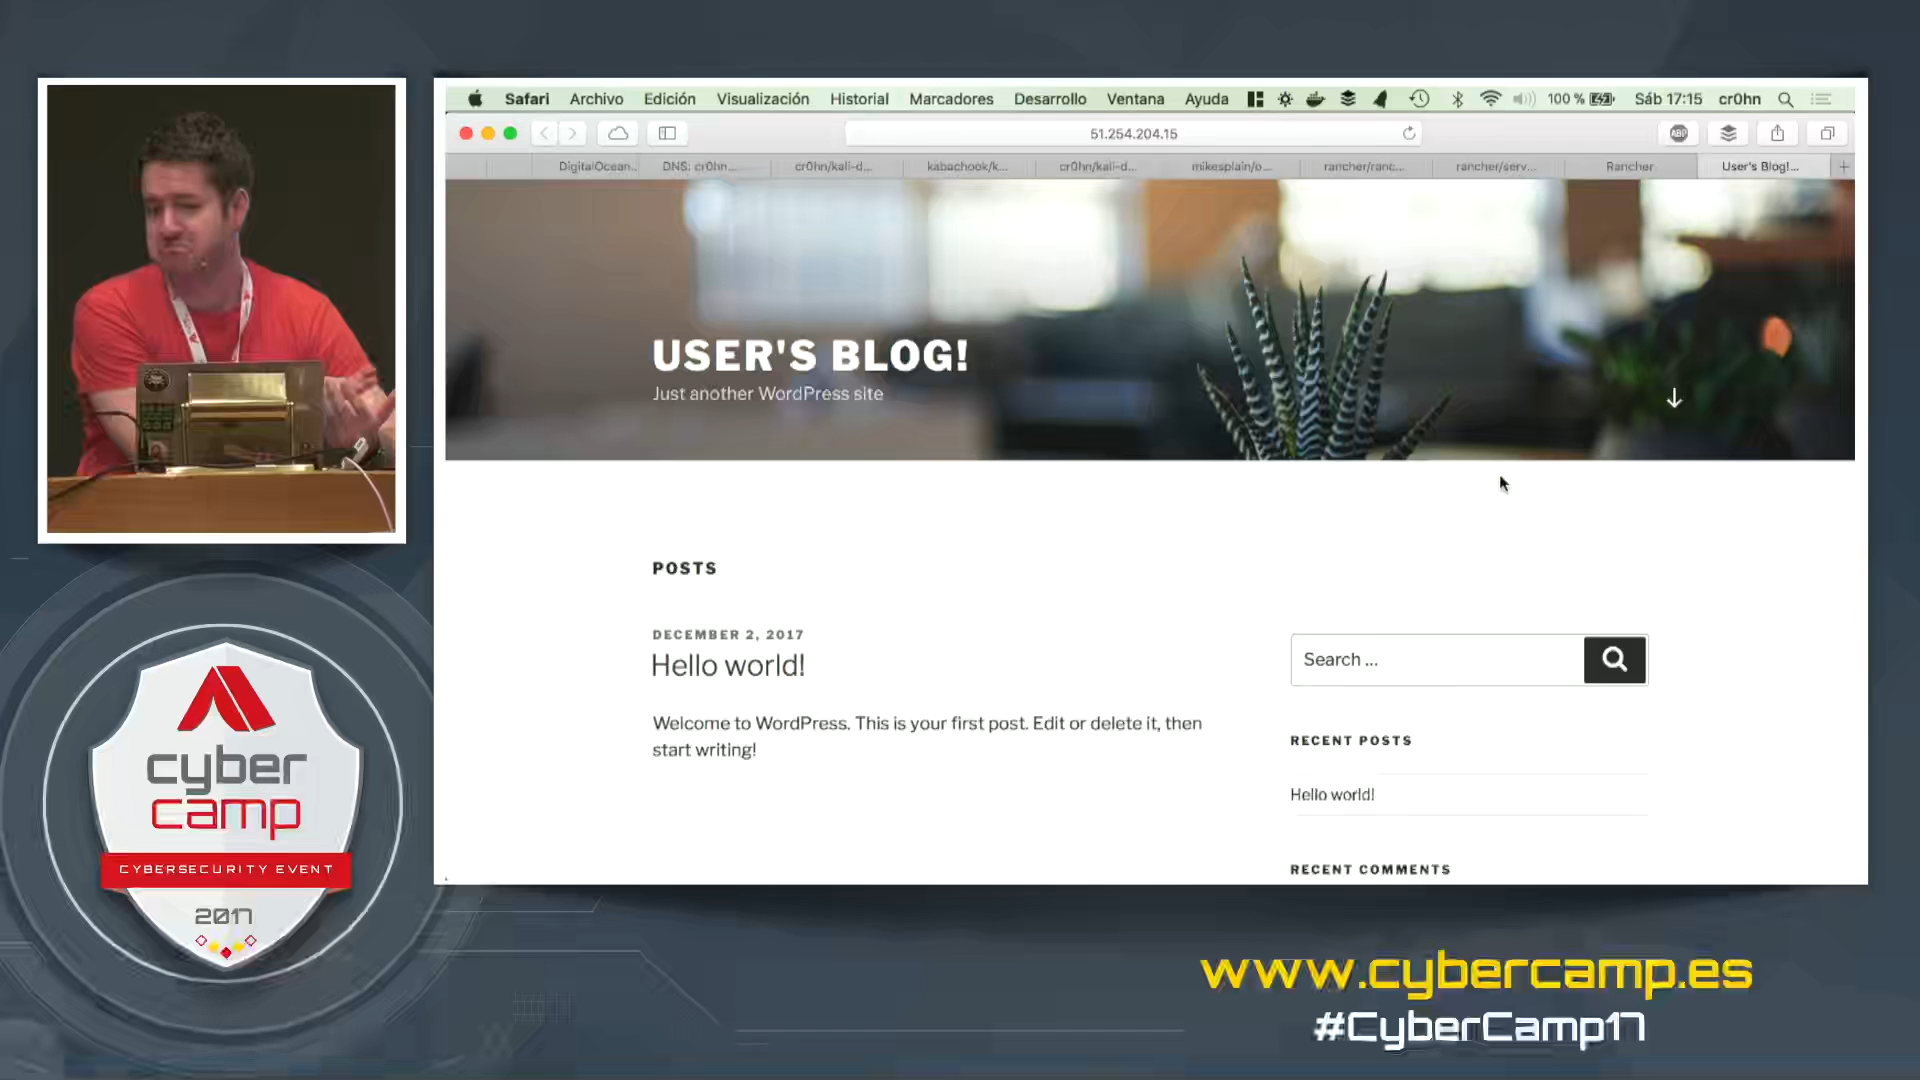 Safari Archivo Edición Visualización Historial Marcadores Desarrollo Ventana Ayuda 100 % Sáb 17:15 cr0hn
51.254.204.15
ABP
DigitalOcean.. DNS: cr0hn... cr0hn/kali-d... kabachook/k... cr0hn/kali-d... mikesplain/o... rancher/ranc... rancher/serv... Rancher User's Blog!...
USER'S BLOG!
Just another WordPress site
POSTS
DECEMBER 2, 2017
Hello world!
Welcome to WordPress. This is your first post. Edit or delete it, then
start writing!
Search ...
RECENT POSTS
Hello world!
RECENT COMMENTS
cyber
camp
CYBERSECURITY EVENT
2017
www.cybercamp.es
#CyberCamp17